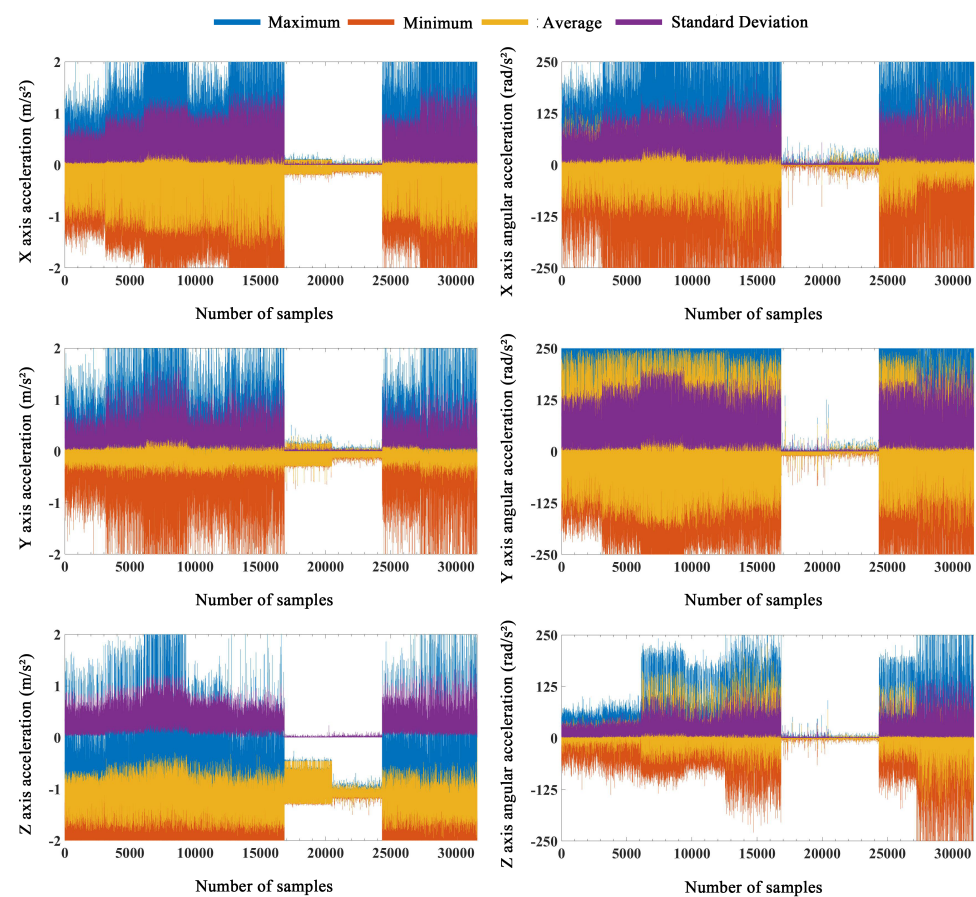 Maximum Minimum : Average Standard Deviation
X axis acceleration (m/s²)
2
1
0
-1
-2
0 5000 10000 15000 20000 25000 30000
Number of samples
X axis angular acceleration (rad/s²)
250
125
0
-125
-250
0 5000 10000 15000 20000 25000 30000
Number of samples
Y axis acceleration (m/s²)
2
1
0
-1
-2
0 5000 10000 15000 20000 25000 30000
Number of samples
Y axis angular acceleration (rad/s²)
250
125
0
-125
-250
0 5000 10000 15000 20000 25000 30000
Number of samples
Z axis acceleration (m/s²)
2
1
0
-1
-2
0 5000 10000 15000 20000 25000 30000
Number of samples
Z axis angular acceleration (rad/s²)
250
125
0
-125
-250
0 5000 10000 15000 20000 25000 30000
Number of samples